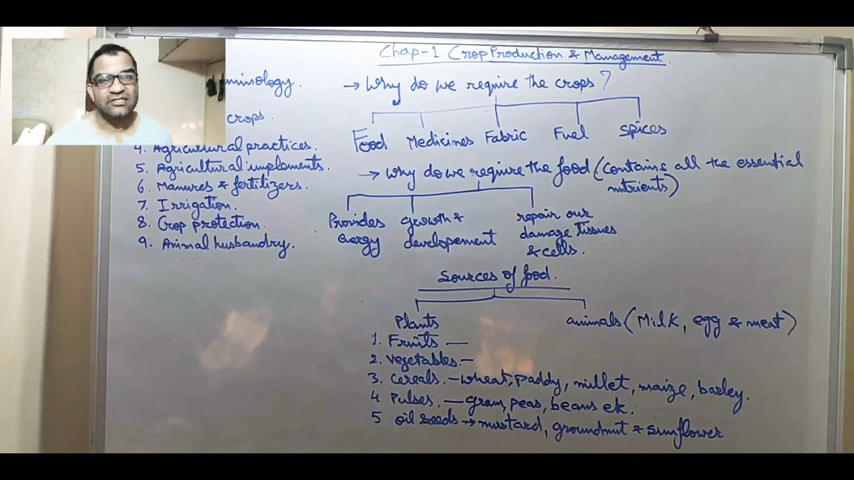 Chap-1 Crop Production & Management
minology.
crops.
4. Agricultural practices.
5. Agricultural implements.
6. Manures & fertilizers.
7. Irrigation.
8. Crop protection.
9. Animal husbandry.
→ Why do we require the crops?
Food Medicines Fabric Fuel spices
→ why do we require the food (contains all the essential
nutrients)
Provides growth & repair our
energy developement damage tissues
& cells.
Sources of food.
Plants animals (Milk, egg & meat)
1. Fruits —
2. Vegetables. —
3. Cereals. — wheat, paddy, millet, maize, barley.
4 Pulses. — gram, peas, beans etc.
5 oil seeds → mustard, groundnut & sunflower